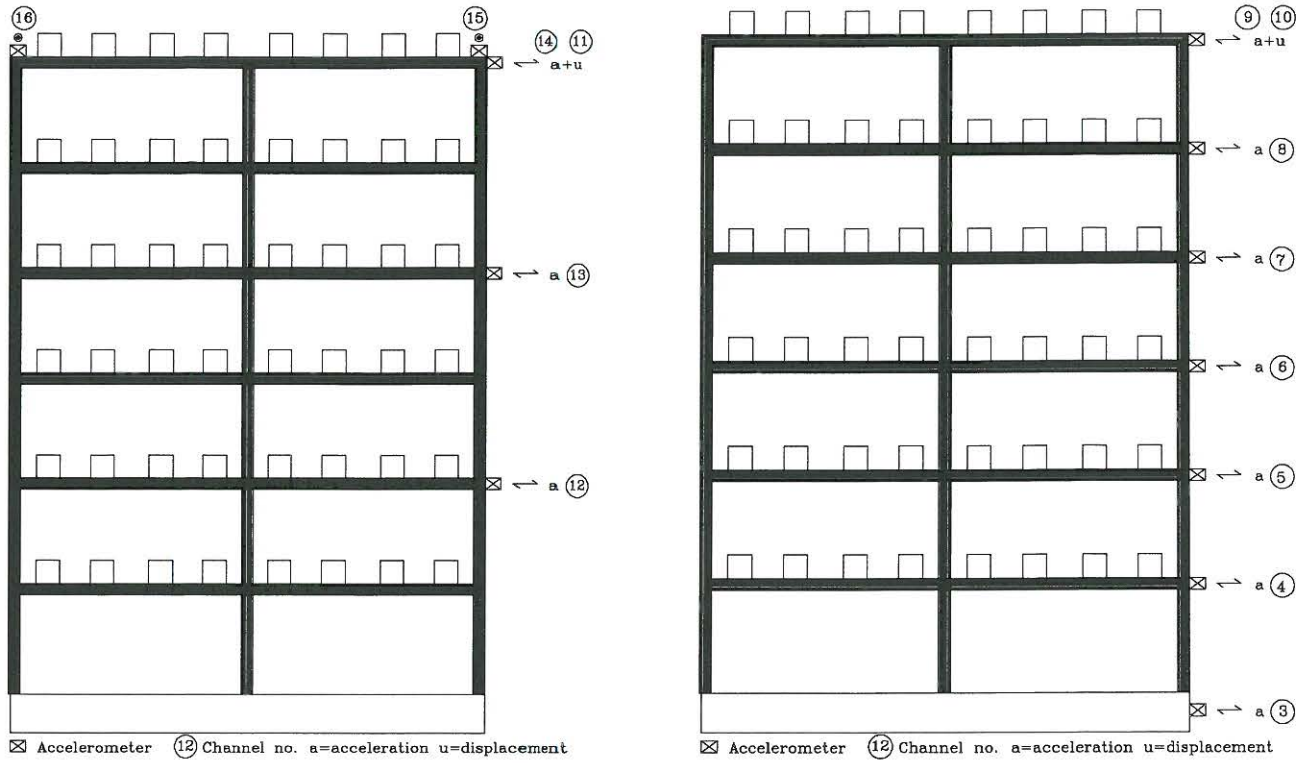 16 15
14 11
a+u
a 13
a 12
Accelerometer 12 Channel no. a=acceleration u=displacement
9 10
a+u
a 8
a 7
a 6
a 5
a 4
a 3
Accelerometer 12 Channel no. a=acceleration u=displacement